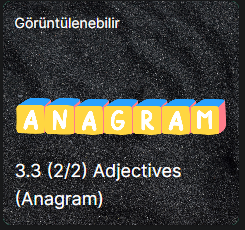 Görüntülenebilir
ANAGRAM
3.3 (2/2) Adjectives
(Anagram)